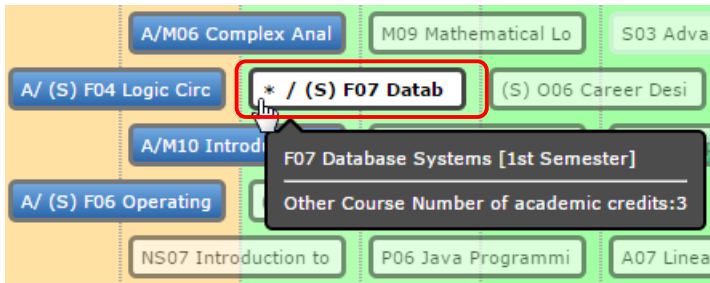 A/M06 Complex Anal
M09 Mathematical Lo
S03 Adva
A/ (S) F04 Logic Circ
* / (S) F07 Datab
(S) O06 Career Desi
A/M10 Introdu
F07 Database Systems [1st Semester]
Other Course Number of academic credits:3
A/ (S) F06 Operating
NS07 Introduction to
P06 Java Programmi
A07 Linea